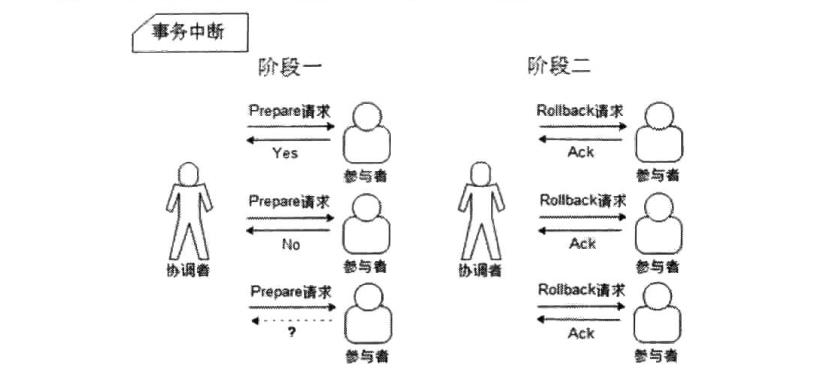 事务中断
阶段一
阶段二
Prepare请求
Yes
参与者
Prepare请求
No
参与者
Prepare请求
?
参与者
协调者
Rollback请求
Ack
参与者
Rollback请求
Ack
参与者
Rollback请求
Ack
参与者
协调者